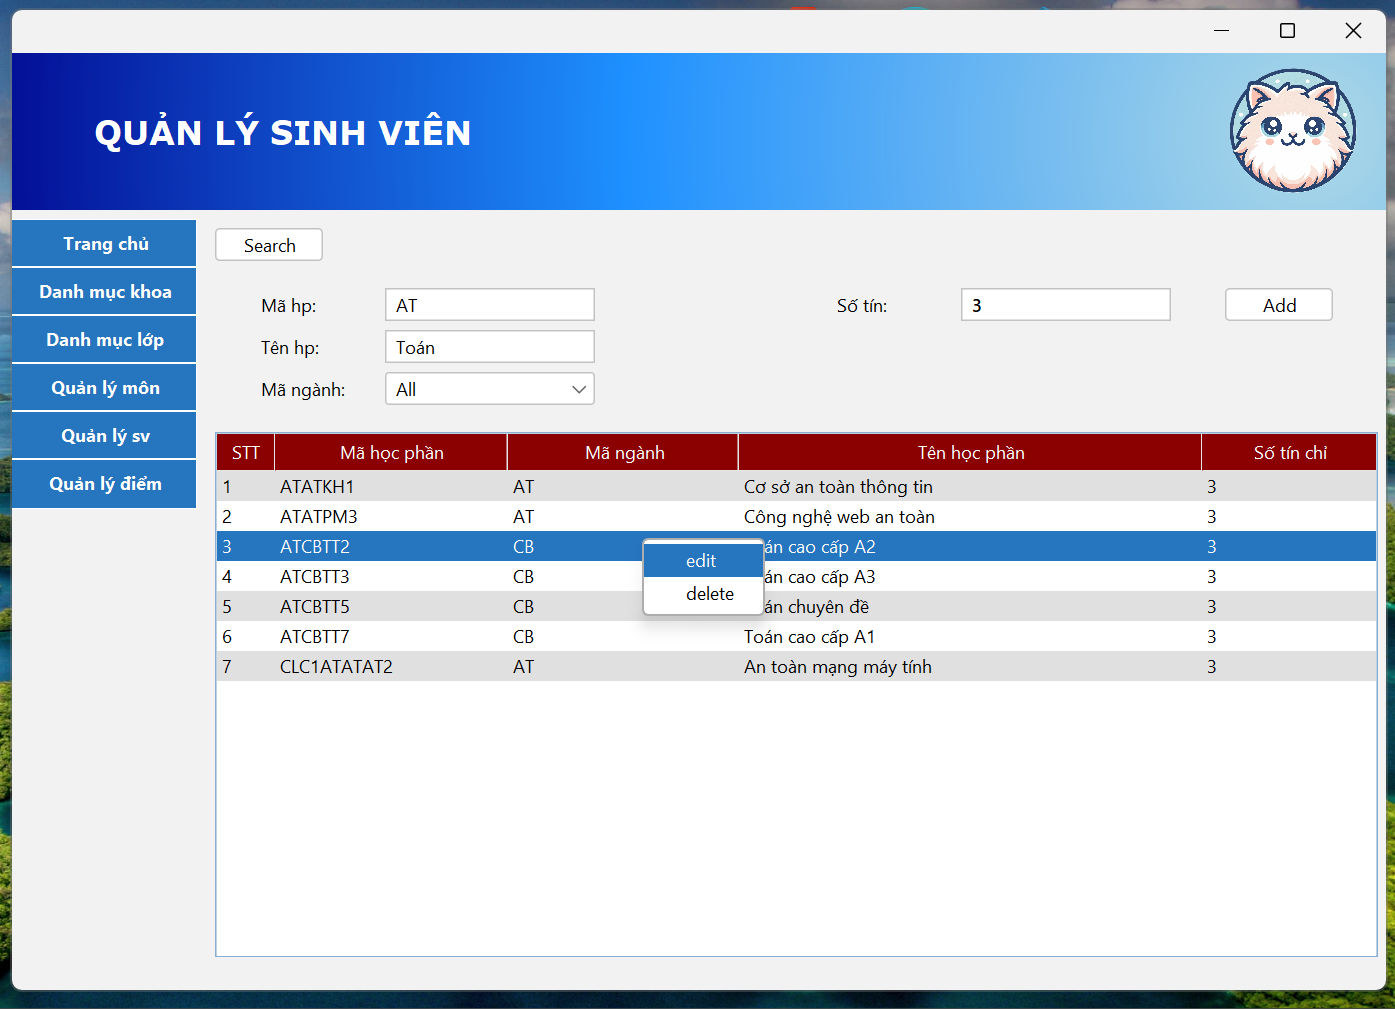 QUẢN LÝ SINH VIÊN
Trang chủ
Danh mục khoa
Danh mục lớp
Quản lý môn
Quản lý sv
Quản lý điểm
Search
Mã hp: AT Số tín: 3 Add
Tên hp: Toán
Mã ngành: All
STT Mã học phần Mã ngành Tên học phần Số tín chỉ
1 ATATKH1 AT Cơ sở an toàn thông tin 3
2 ATATPM3 AT Công nghệ web an toàn 3
3 ATCBTT2 CB án cao cấp A2 3
edit
4 ATCBTT3 CB án cao cấp A3 3
delete
5 ATCBTT5 CB án chuyên đề 3
6 ATCBTT7 CB Toán cao cấp A1 3
7 CLC1ATATAT2 AT An toàn mạng máy tính 3